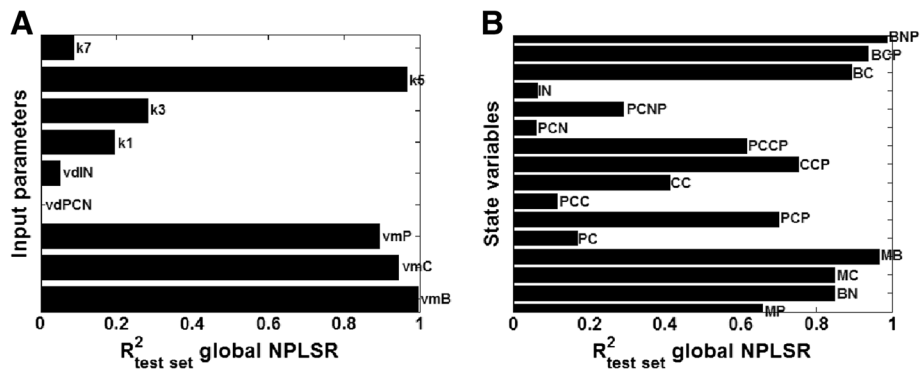 A
Input parameters
k7
k5
k3
k1
vdIN
vdPCN
vmP
vmC
vmB
0 0.2 0.4 0.6 0.8 1
R²test set global NPLSR
B
State variables
BNP
BCP
BC
IN
PCNP
PCN
PCCP
CCP
CC
PCC
PCP
PC
MB
MC
BN
MP
0 0.2 0.4 0.6 0.8 1
R²test set global NPLSR